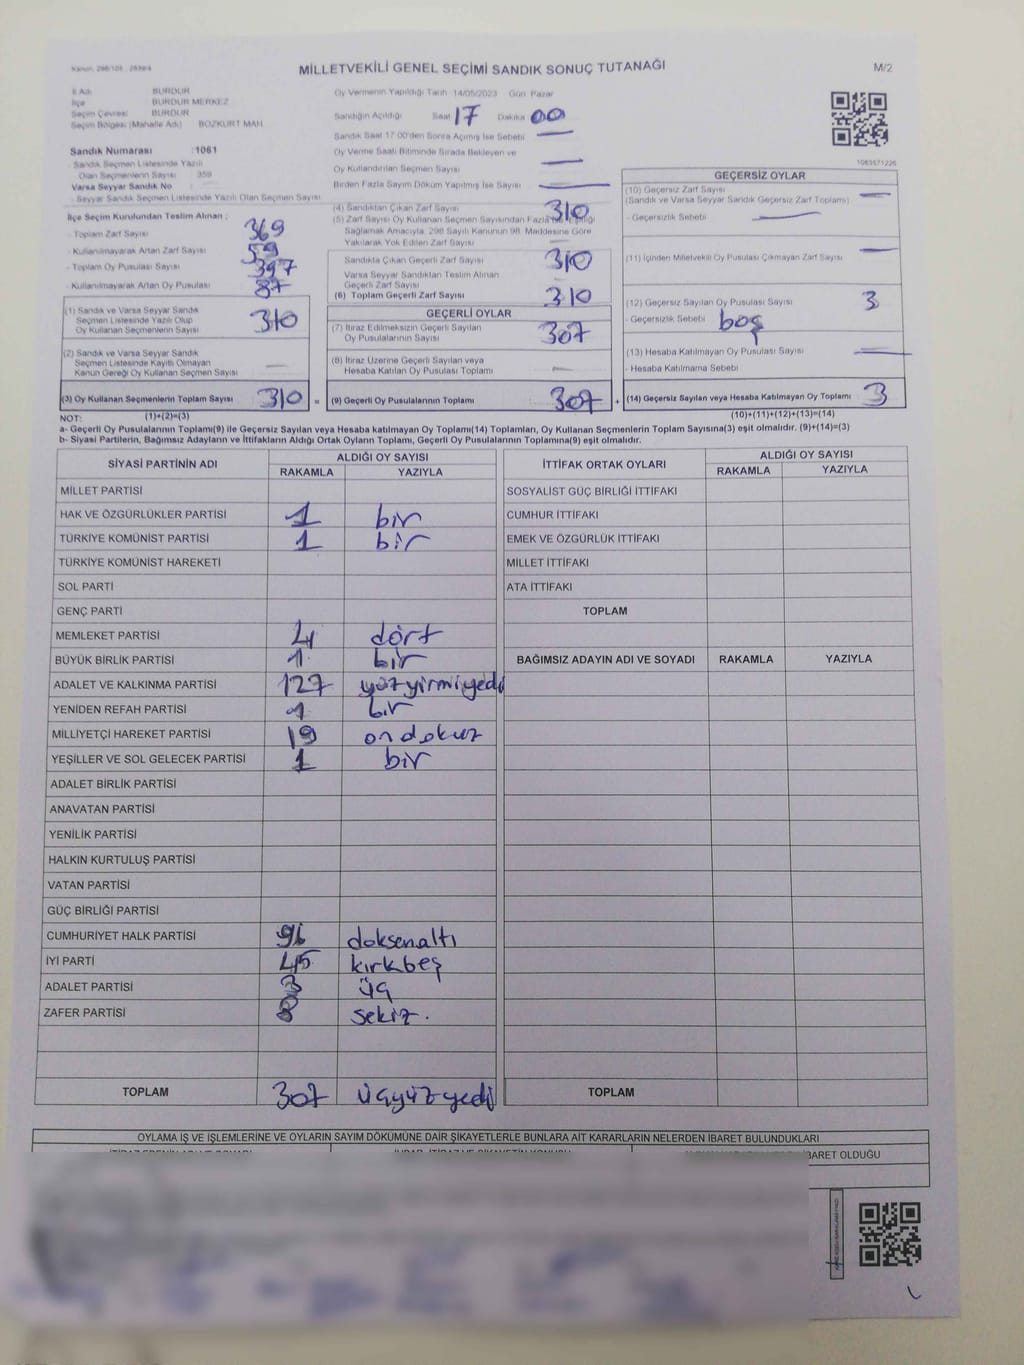 Kanun: 298/105 , 2839/4
MİLLETVEKİLİ GENEL SEÇİMİ SANDIK SONUÇ TUTANAĞI
M/2
İl Adı BURDUR
İlçe BURDUR MERKEZ
Seçim Çevresi BURDUR
Seçim Bölgesi (Mahalle Adı) BOZKURT MAH
Sandık Numarası :1061
- Sandık Seçmen Listesinde Yazılı
Olan Seçmenlerin Sayısı 359
Varsa Seyyar Sandık No
- Seyyar Sandık Seçmen Listesinde Yazılı Olan Seçmen Sayısı
İlçe Seçim Kurulundan Teslim Alınan :
- Toplam Zarf Sayısı 369
- Kullanılmayarak Artan Zarf Sayısı 59
- Toplam Oy Pusulası Sayısı 397
- Kullanılmayarak Artan Oy Pusulası 87
(1) Sandık ve Varsa Seyyar Sandık
Seçmen Listesinde Yazılı Olup
Oy Kullanan Seçmenlerin Sayısı 310
(2) Sandık ve Varsa Seyyar Sandık
Seçmen Listesinde Kayıtlı Olmayan
Kanun Gereği Oy Kullanan Seçmen Sayısı —
(3) Oy Kullanan Seçmenlerin Toplam Sayısı 310 =
Oy Vermenin Yapıldığı Tarih 14/05/2023 Gün Pazar
Sandığın Açıldığı Saat 17 Dakika 00
Sandık Saat 17:00'den Sonra Açılmış İse Sebebi —
Oy Verme Saati Bitiminde Sırada Bekleyen ve
Oy Kullandırılan Seçmen Sayısı —
Birden Fazla Sayım Döküm Yapılmış İse Sayısı —
(4) Sandıktan Çıkan Zarf Sayısı 310
(5) Zarf Sayısı Oy Kullanan Seçmen Sayısından Fazla İse Eşitliği
Sağlamak Amacıyla, 298 Sayılı Kanunun 98. Maddesine Göre
Yakılarak Yok Edilen Zarf Sayısı —
Sandıkta Çıkan Geçerli Zarf Sayısı 310
Varsa Seyyar Sandıktan Teslim Alınan
Geçerli Zarf Sayısı —
(6) Toplam Geçerli Zarf Sayısı 310
GEÇERLİ OYLAR
(7) İtiraz Edilmeksizin Geçerli Sayılan
Oy Pusulalarının Sayısı 307
(8) İtiraz Üzerine Geçerli Sayılan veya
Hesaba Katılan Oy Pusulası Toplamı —
(9) Geçerli Oy Pusulalarının Toplamı 307 +
1063571226
GEÇERSİZ OYLAR
(10) Geçersiz Zarf Sayısı —
(Sandık ve Varsa Seyyar Sandık Geçersiz Zarf Toplamı)
- Geçersizlik Sebebi —
(11) İçinden Milletvekili Oy Pusulası Çıkmayan Zarf Sayısı —
(12) Geçersiz Sayılan Oy Pusulası Sayısı 3
- Geçersizlik Sebebi boş
(13) Hesaba Katılmayan Oy Pusulası Sayısı —
- Hesaba Katılmama Sebebi
(14) Geçersiz Sayılan veya Hesaba Katılmayan Oy Toplamı 3
NOT: (1)+(2)=(3) (10)+(11)+(12)+(13)=(14)
a- Geçerli Oy Pusulalarının Toplamı(9) ile Geçersiz Sayılan veya Hesaba katılmayan Oy Toplamı(14) Toplamları, Oy Kullanan Seçmenlerin Toplam Sayısına(3) eşit olmalıdır. (9)+(14)=(3)
b- Siyasi Partilerin, Bağımsız Adayların ve İttifakların Aldığı Ortak Oyların Toplamı, Geçerli Oy Pusulalarının Toplamına(9) eşit olmalıdır.
SİYASİ PARTİNİN ADI ALDIĞI OY SAYISI
RAKAMLA YAZIYLA
MİLLET PARTİSİ
HAK VE ÖZGÜRLÜKLER PARTİSİ 1 bir
TÜRKİYE KOMÜNİST PARTİSİ 1 bir
TÜRKİYE KOMÜNİST HAREKETİ
SOL PARTİ
GENÇ PARTİ
MEMLEKET PARTİSİ 4 dört
BÜYÜK BİRLİK PARTİSİ 1 bir
ADALET VE KALKINMA PARTİSİ 127 yüzyirmiyedi
YENİDEN REFAH PARTİSİ 1 bir
MİLLİYETÇİ HAREKET PARTİSİ 19 ondokuz
YEŞİLLER VE SOL GELECEK PARTİSİ 1 bir
ADALET BİRLİK PARTİSİ
ANAVATAN PARTİSİ
YENİLİK PARTİSİ
HALKIN KURTULUŞ PARTİSİ
VATAN PARTİSİ
GÜÇ BİRLİĞİ PARTİSİ
CUMHURİYET HALK PARTİSİ 96 doksenaltı
İYİ PARTİ 45 kırkbeş
ADALET PARTİSİ 3 üç
ZAFER PARTİSİ 8 sekiz.
TOPLAM 307 üçyüzyedi
İTTİFAK ORTAK OYLARI ALDIĞI OY SAYISI
RAKAMLA YAZIYLA
SOSYALİST GÜÇ BİRLİĞİ İTTİFAKI
CUMHUR İTTİFAKI
EMEK VE ÖZGÜRLÜK İTTİFAKI
MİLLET İTTİFAKI
ATA İTTİFAKI
TOPLAM
BAĞIMSIZ ADAYIN ADI VE SOYADI RAKAMLA YAZIYLA
TOPLAM
OYLAMA İŞ VE İŞLEMLERİNE VE OYLARIN SAYIM DÖKÜMÜNE DAİR ŞİKAYETLERLE BUNLARA AİT KARARLARIN NELERDEN İBARET BULUNDUKLARI
İBARET OLDUĞU